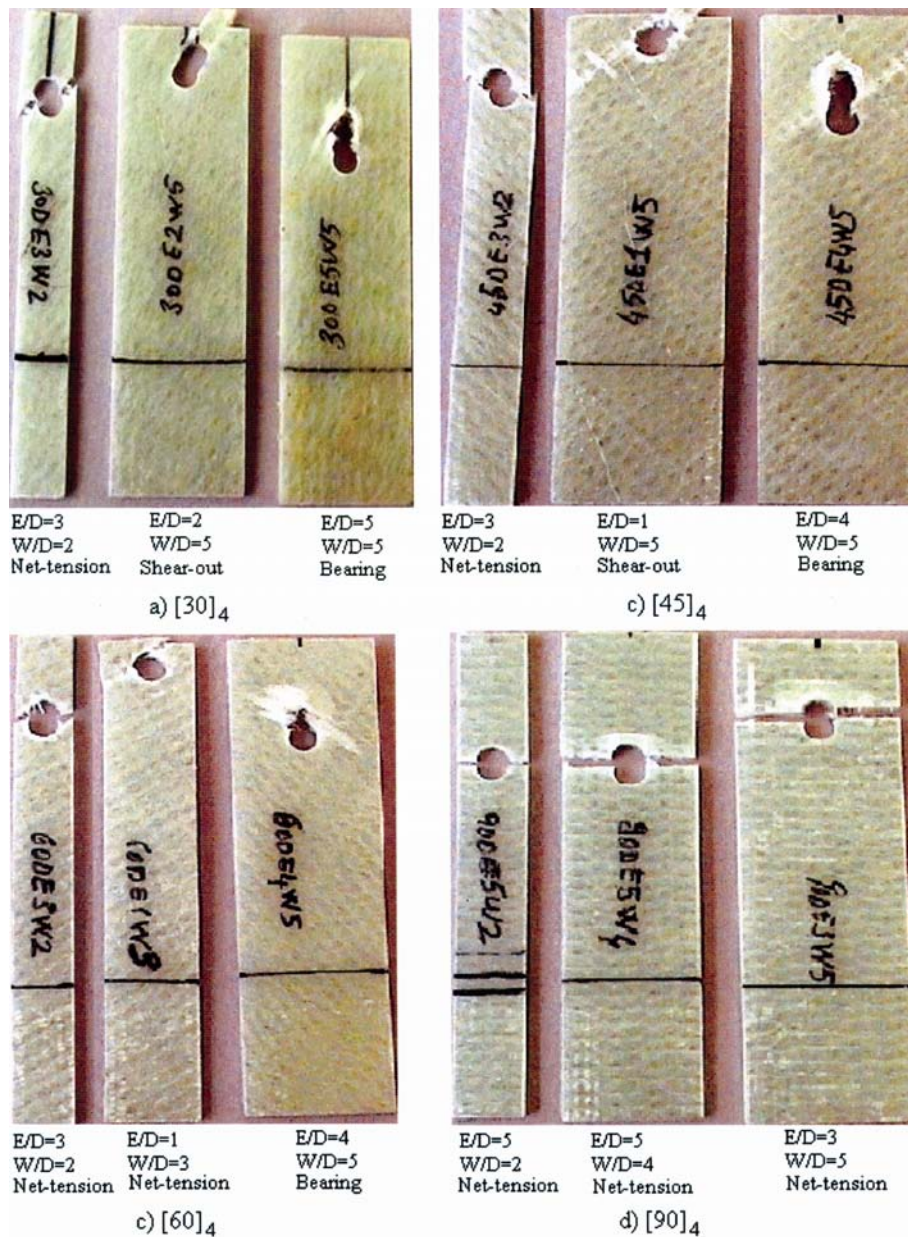 30DE3W2
30DE2W5
30DE5W5
E/D=3
W/D=2
Net-tension
E/D=2
W/D=5
Shear-out
E/D=5
W/D=5
Bearing
a) [30]4
45DE3W2
45DE1W5
45DE4W5
E/D=3
W/D=2
Net-tension
E/D=1
W/D=5
Shear-out
E/D=4
W/D=5
Bearing
c) [45]4
60DE3W2
60DE1W3
60DE4W5
E/D=3
W/D=2
Net-tension
E/D=1
W/D=3
Net-tension
E/D=4
W/D=5
Bearing
c) [60]4
90DE5W2
90DE5W4
90DE3W5
E/D=5
W/D=2
Net-tension
E/D=5
W/D=4
Net-tension
E/D=3
W/D=5
Net-tension
d) [90]4